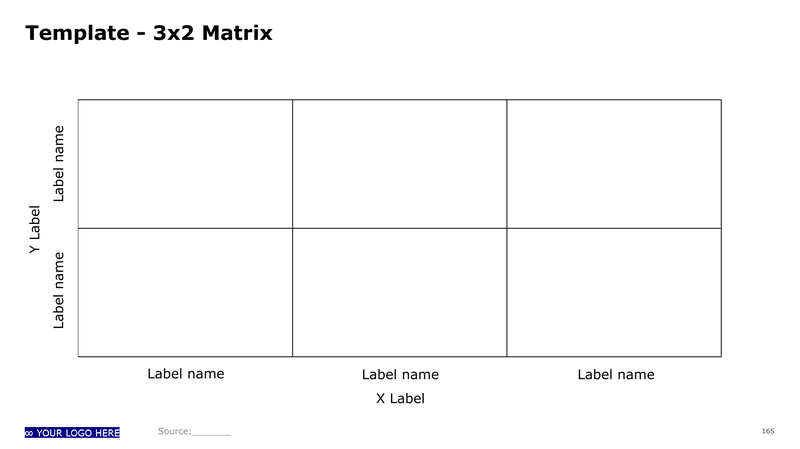 Template - 3x2 Matrix
Label name
Y Label
Label name
Label name
Label name
Label name
X Label
∞ YOUR LOGO HERE
Source:_______
165